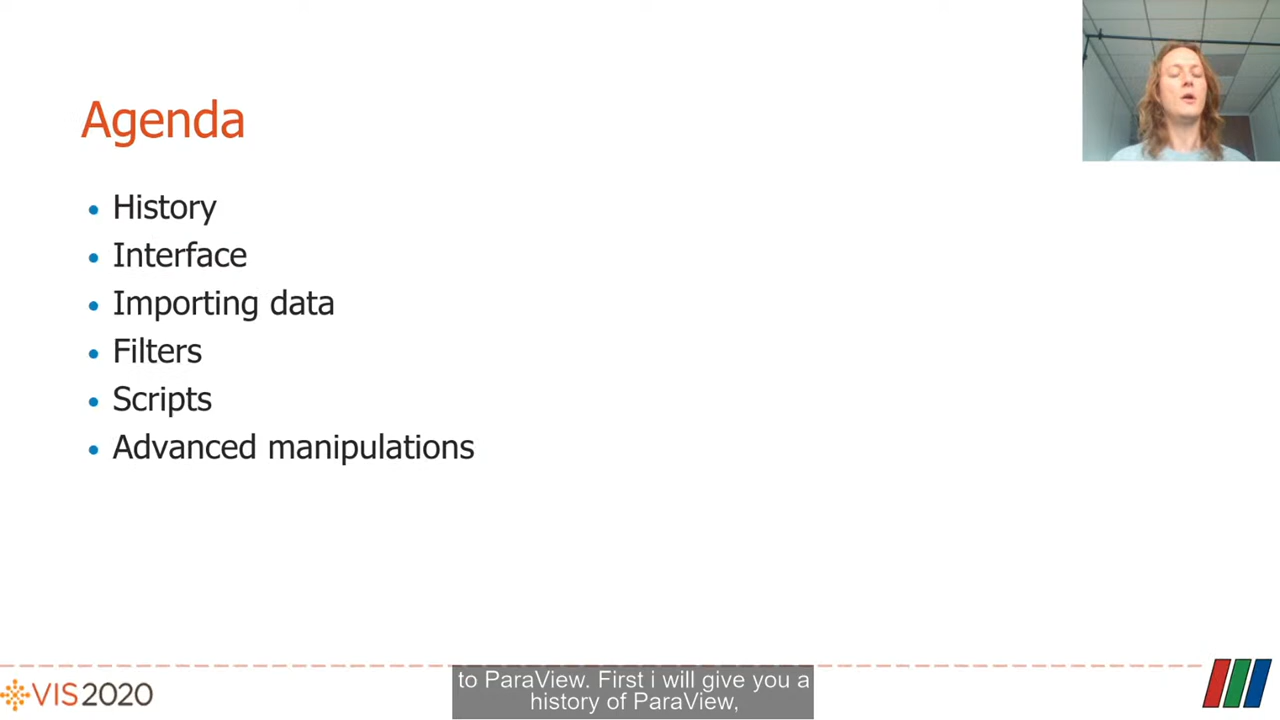 Agenda
• History
• Interface
• Importing data
• Filters
• Scripts
• Advanced manipulations
to ParaView. First i will give you a
history of ParaView,
VIS2020